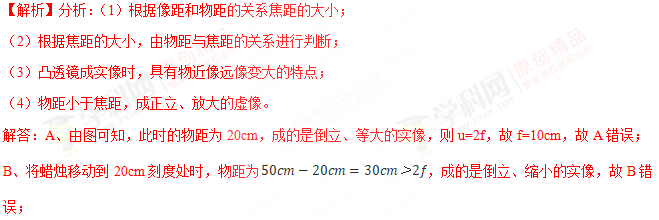 【解析】分析：（1）根据像距和物距的关系焦距的大小；
（2）根据焦距的大小，由物距与焦距的关系进行判断；
（3）凸透镜成实像时，具有物近像远像变大的特点；
（4）物距小于焦距，成正立、放大的虚像。
解答：A、由图可知，此时的物距为 20cm，成的是倒立、等大的实像，则 u=2f，故 f=10cm，故 A 错误；
B、将蜡烛移动到 20cm 刻度处时，物距为50cm－20cm＝30cm＞2f，成的是倒立、缩小的实像，故 B 错
误；